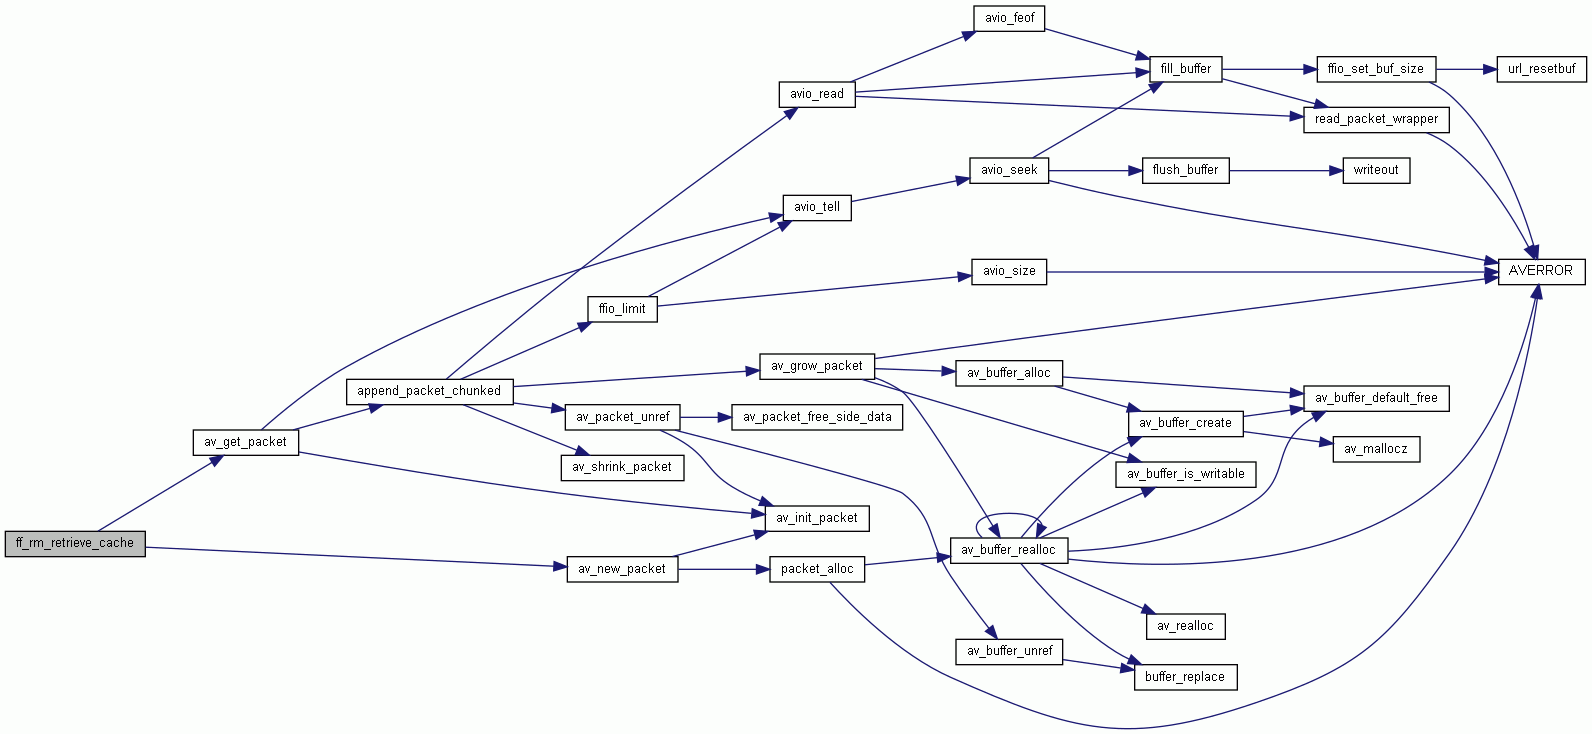 avio_feof
fill_buffer
ffio_set_buf_size
url_resetbuf
avio_read
read_packet_wrapper
avio_seek
flush_buffer
writeout
avio_tell
avio_size
AVERROR
ffio_limit
av_grow_packet
av_buffer_alloc
append_packet_chunked
av_buffer_default_free
av_packet_unref
av_packet_free_side_data
av_buffer_create
av_get_packet
av_mallocz
av_shrink_packet
av_buffer_is_writable
av_init_packet
ff_rm_retrieve_cache
av_buffer_realloc
av_new_packet
packet_alloc
av_realloc
av_buffer_unref
buffer_replace